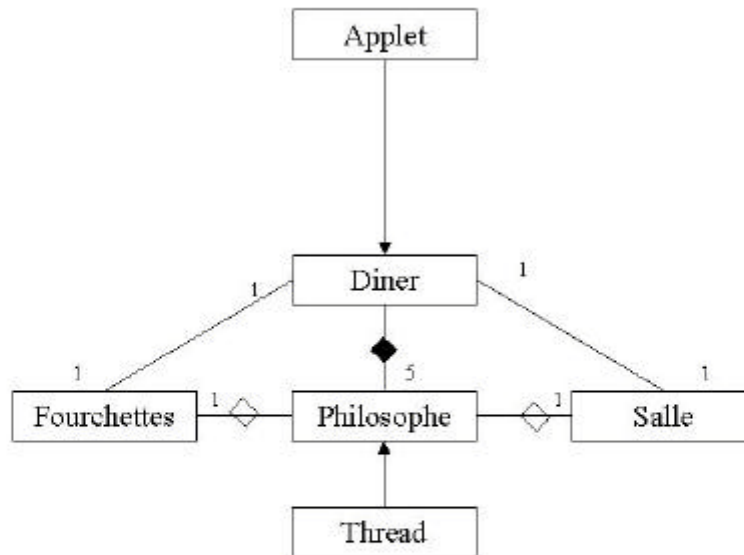 Applet
Diner
1
1
1
5
1
Fourchettes
1
Philosophe
1
Salle
Thread